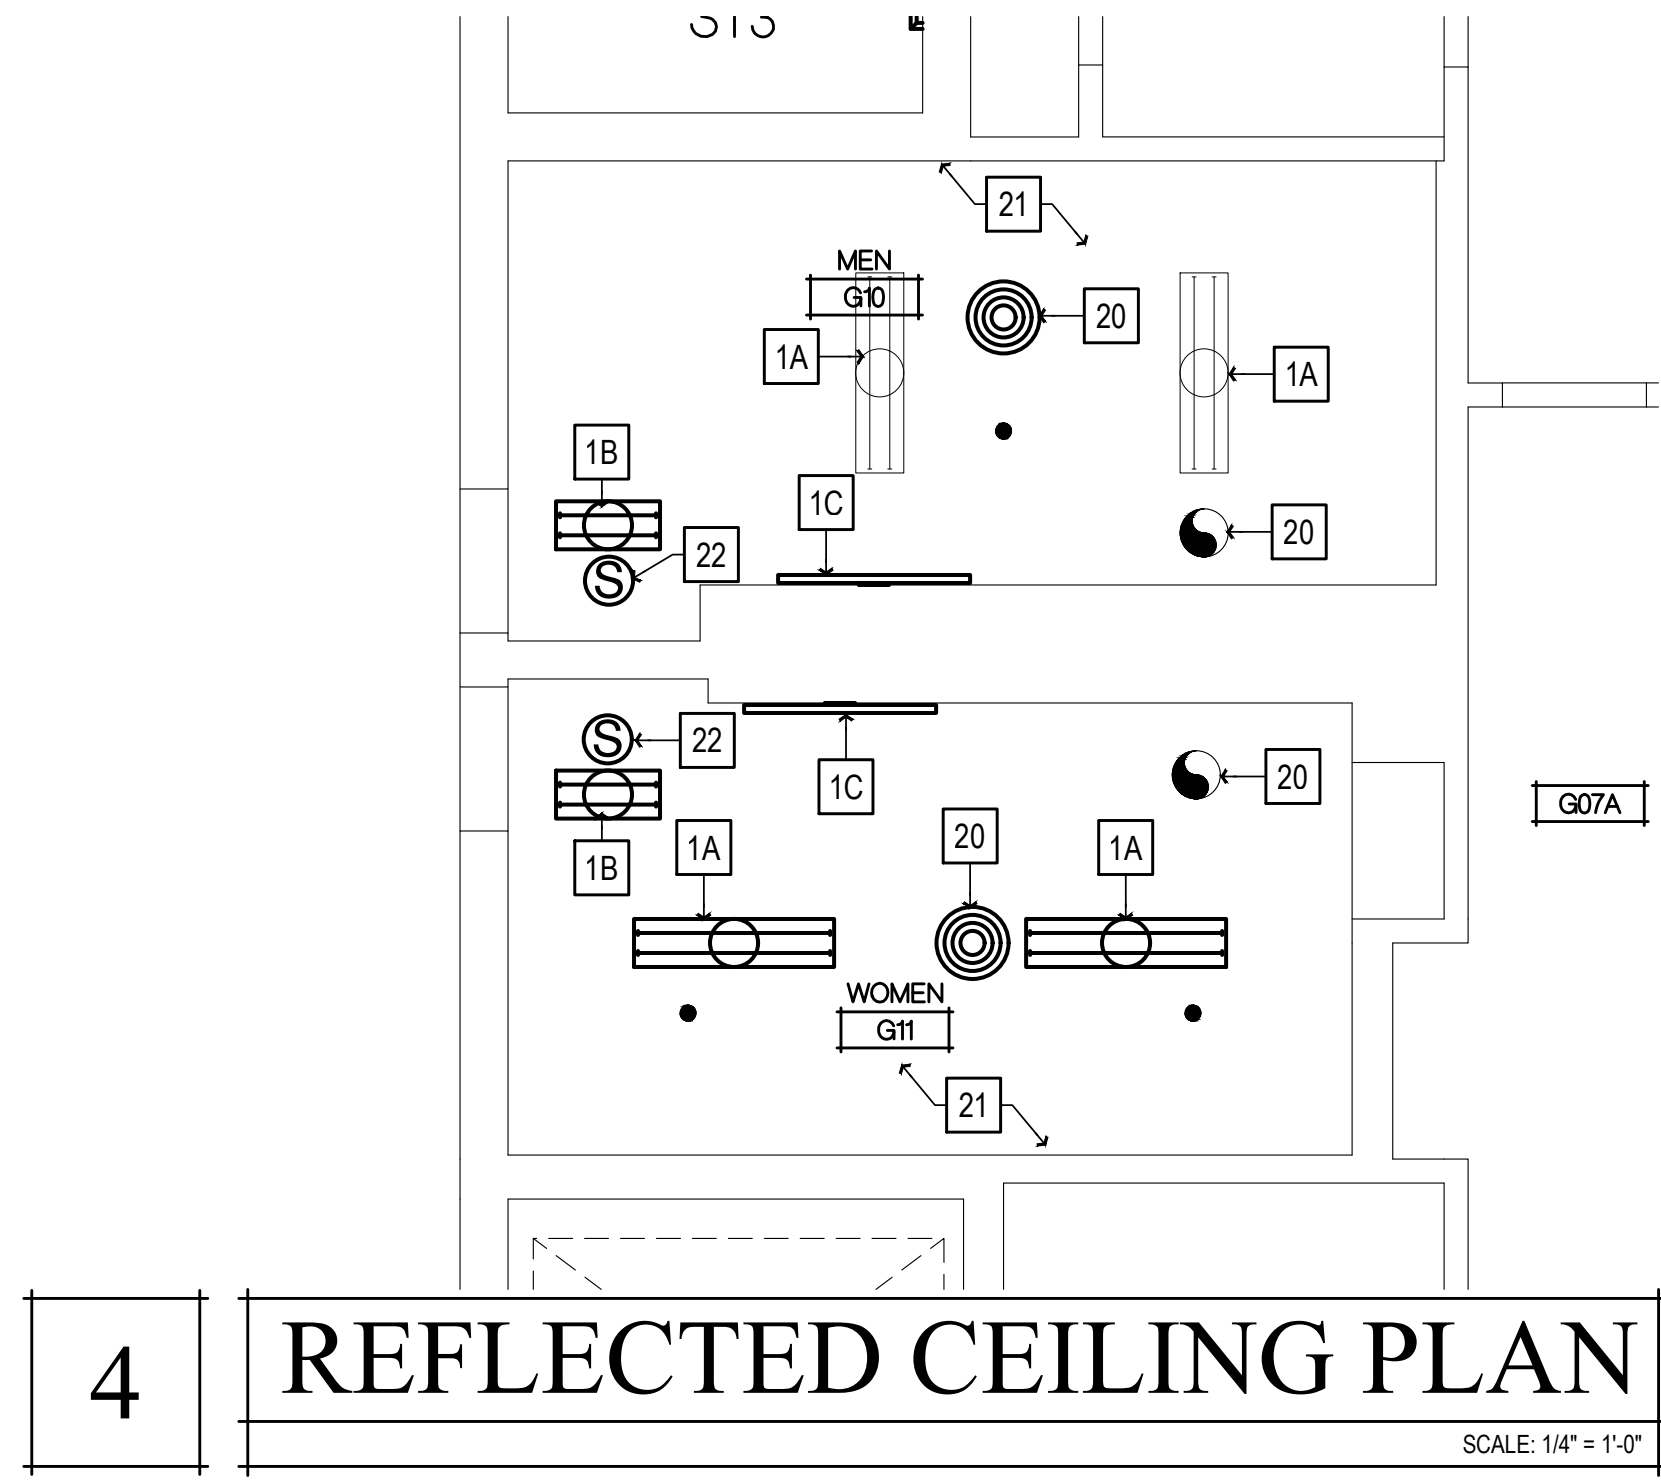 21
MEN
G10
20
1A
1A
1B
1C
22
S
20
S
22
1C
20
G07A
1B
1A
20
1A
WOMEN
G11
21
4
REFLECTED CEILING PLAN
SCALE: 1/4" = 1'-0"